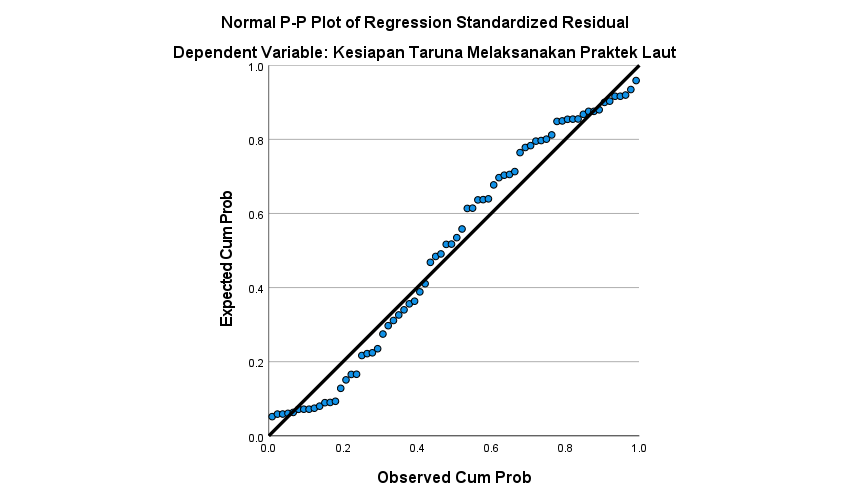 Normal P-P Plot of Regression Standardized Residual
Dependent Variable: Kesiapan Taruna Melaksanakan Praktek Laut
1.0
0.8
0.6
0.4
0.2
0.0
Expected Cum Prob
0.0 0.2 0.4 0.6 0.8 1.0
Observed Cum Prob